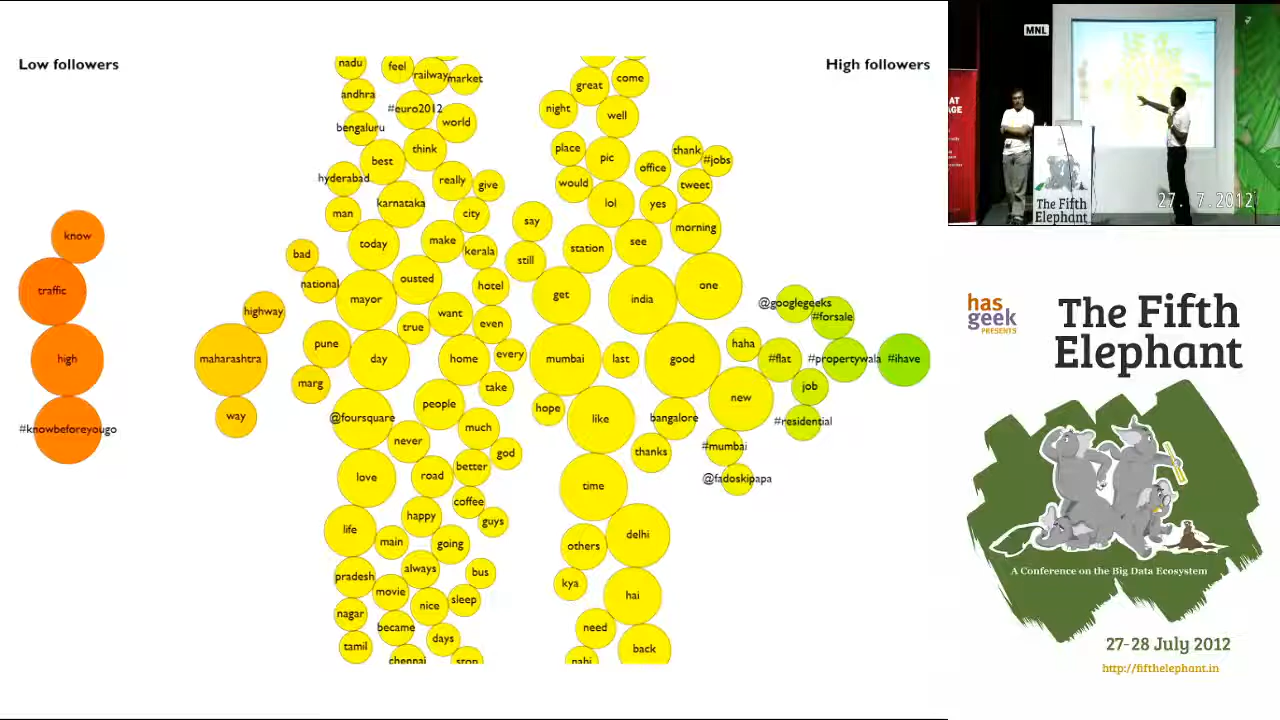 Low followers
High followers
know
traffic
high
#knowbeforeyougo
highway
maharashtra
way
nadu
feel
railway
market
andhra
#euro2012
world
bengaluru
think
best
hyderabad
really
give
karnataka
man
city
today
make
kerala
bad
national
ousted
hotel
mayor
want
even
true
pune
day
home
every
marg
take
people
@foursquare
much
never
god
better
love
road
coffee
happy
guys
life
main
going
always
bus
pradesh
movie
nice
sleep
nagar
became
days
tamil
chennai
stop
great
come
night
well
place
pic
office
thank
#jobs
would
tweet
lol
yes
say
morning
station
see
still
get
india
one
mumbai
last
good
haha
#flat
hope
like
bangalore
new
thanks
#mumbai
@fadoskipapa
time
delhi
others
kya
hai
need
back
nahi
@googlegeeks
#forsale
#propertywala
#ihave
job
#residential
MNL
AT
AGE
The Fifth
Elephant
27. 7.2012
has
geek
PRESENTS
The Fifth
Elephant
A Conference on the Big Data Ecosystem
27-28 July 2012
http://fifthelephant.in